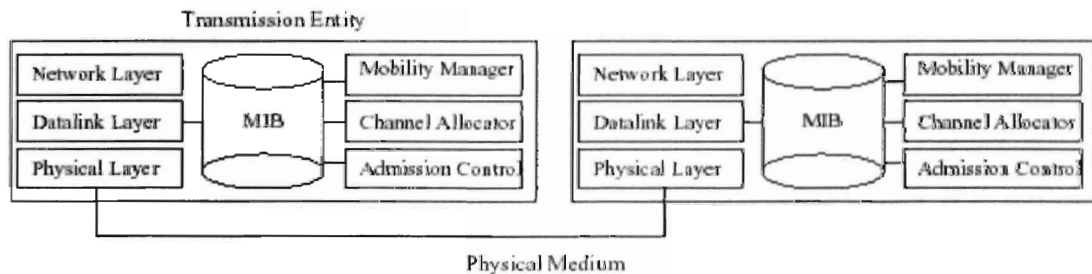 Transmission Entity
Network Layer
Datalink Layer
Physical Layer
MIB
Mobility Manager
Channel Allocator
Admission Control
Network Layer
Datalink Layer
Physical Layer
MIB
Mobility Manager
Channel Allocator
Admission Control
Physical Medium